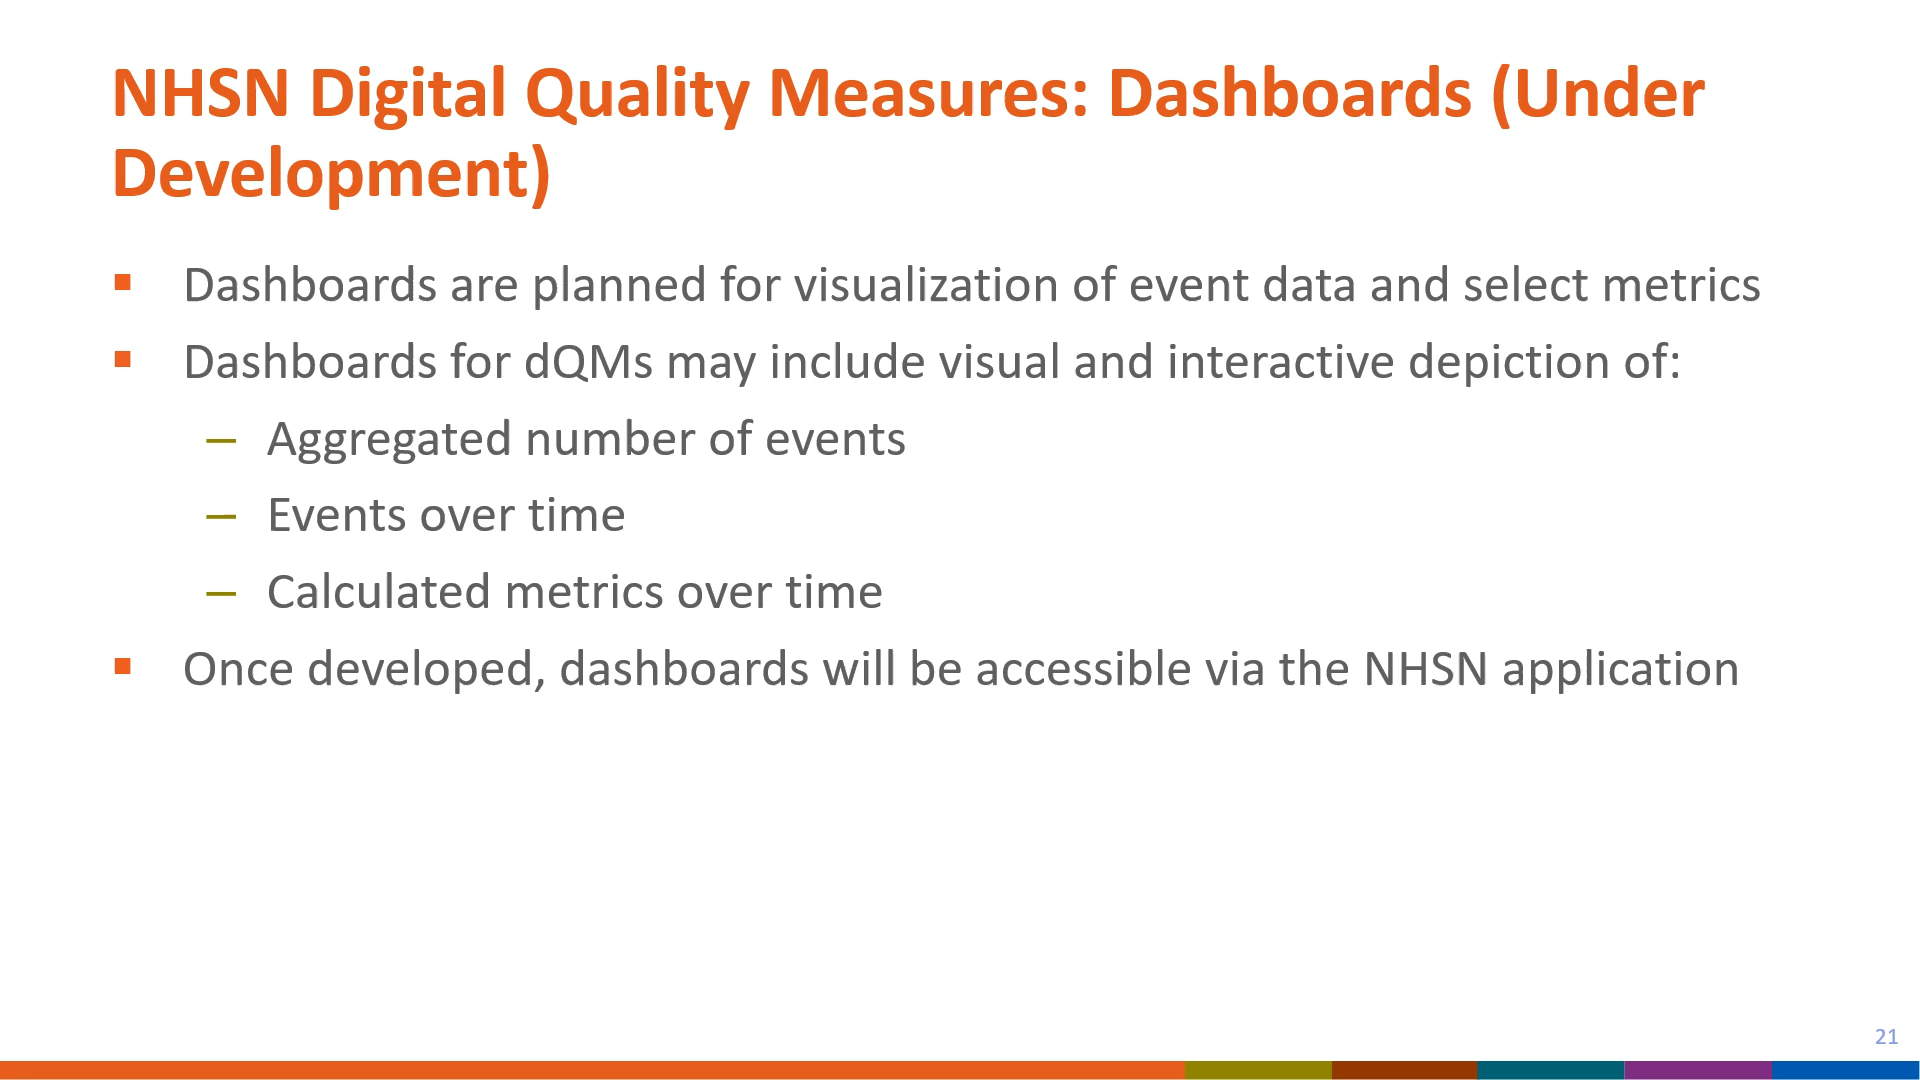 NHSN Digital Quality Measures: Dashboards (Under
Development)
▪ Dashboards are planned for visualization of event data and select metrics
▪ Dashboards for dQMs may include visual and interactive depiction of:
– Aggregated number of events
– Events over time
– Calculated metrics over time
▪ Once developed, dashboards will be accessible via the NHSN application
21